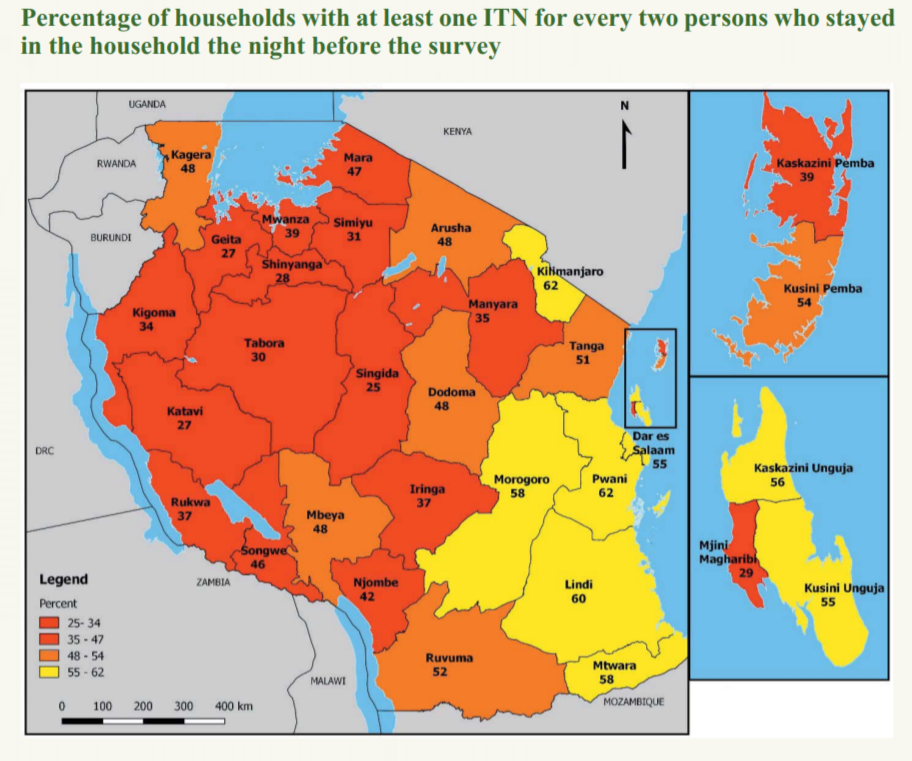 Percentage of households with at least one ITN for every two persons who stayed
in the household the night before the survey
UGANDA
N
KENYA
RWANDA
Kagera
48
Mara
47
BURUNDI
Mwanza
39
Simiyu
31
Arusha
48
Geita
27
Shinyanga
28
Kilimanjaro
62
Kigoma
34
Manyara
35
Tabora
30
Tanga
51
Singida
25
Dodoma
48
Katavi
27
DRC
Dar es
Salaam
55
Morogoro
58
Pwani
62
Rukwa
37
Iringa
37
Mbeya
48
Songwe
46
ZAMBIA
Njombe
42
Lindi
60
Ruvuma
52
Mtwara
58
MALAWI
MOZAMBIQUE
Legend
Percent
25- 34
35 - 47
48 - 54
55 - 62
0 100 200 300 400 km
Kaskazini Pemba
39
Kusini Pemba
54
Kaskazini Unguja
56
Mjini
Magharibi
29
Kusini Unguja
55